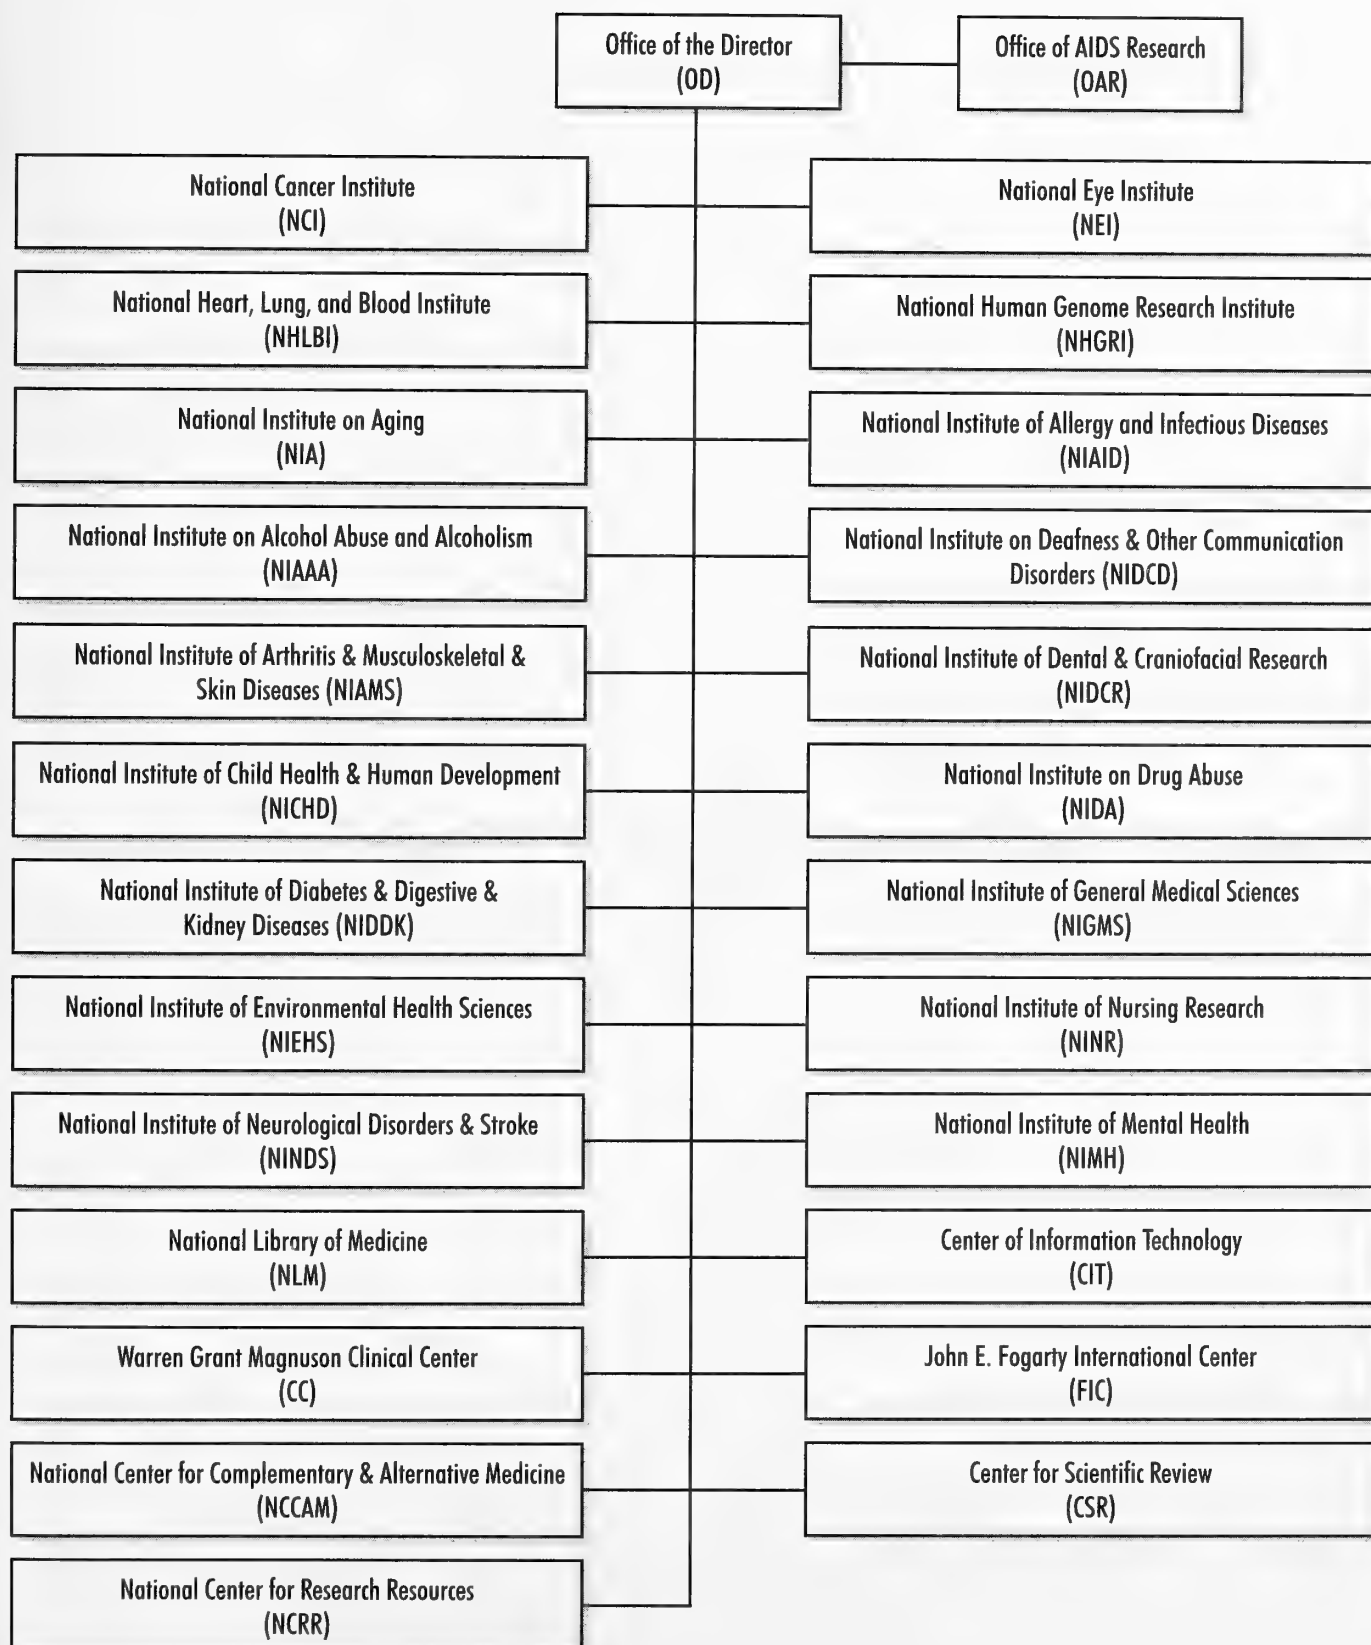 Office of the Director
(OD)
Office of AIDS Research
(OAR)
National Cancer Institute
(NCI)
National Eye Institute
(NEI)
National Heart, Lung, and Blood Institute
(NHLBI)
National Human Genome Research Institute
(NHGRI)
National Institute on Aging
(NIA)
National Institute of Allergy and Infectious Diseases
(NIAID)
National Institute on Alcohol Abuse and Alcoholism
(NIAAA)
National Institute on Deafness & Other Communication
Disorders (NIDCD)
National Institute of Arthritis & Musculoskeletal &
Skin Diseases (NIAMS)
National Institute of Dental & Craniofacial Research
(NIDCR)
National Institute of Child Health & Human Development
(NICHD)
National Institute on Drug Abuse
(NIDA)
National Institute of Diabetes & Digestive &
Kidney Diseases (NIDDK)
National Institute of General Medical Sciences
(NIGMS)
National Institute of Environmental Health Sciences
(NIEHS)
National Institute of Nursing Research
(NINR)
National Institute of Neurological Disorders & Stroke
(NINDS)
National Institute of Mental Health
(NIMH)
National Library of Medicine
(NLM)
Center of Information Technology
(CIT)
Warren Grant Magnuson Clinical Center
(CC)
John E. Fogarty International Center
(FIC)
National Center for Complementary & Alternative Medicine
(NCCAM)
Center for Scientific Review
(CSR)
National Center for Research Resources
(NCRR)